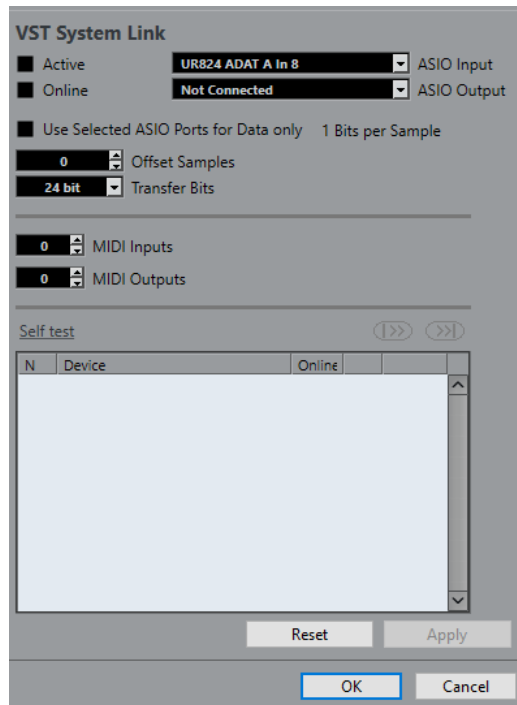 VST System Link
Active UR824 ADAT A In 8 ASIO Input
Online Not Connected ASIO Output
Use Selected ASIO Ports for Data only 1 Bits per Sample
0 Offset Samples
24 bit Transfer Bits
0 MIDI Inputs
0 MIDI Outputs
Self test
N Device Online
Reset Apply
OK Cancel